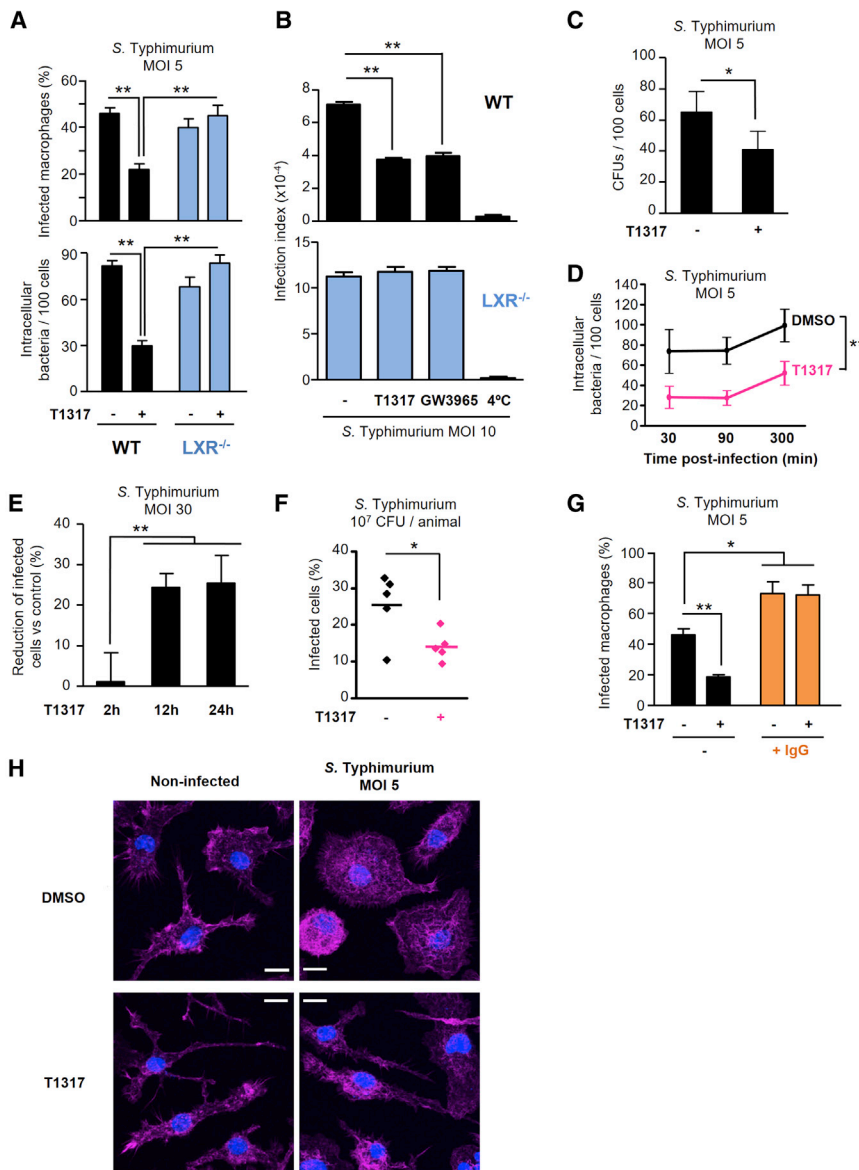 A
S. Typhimurium
MOI 5
Infected macrophages (%)
60
40
20
0
**
**
Intracellular
bacteria / 100 cells
90
60
30
0
**
**
T1317
-
+
-
+
WT
LXR-/-
B
Infection index (x10-4)
8
6
4
2
0
**
**
WT
15
10
5
0
LXR-/-
-
T1317
GW3965
4ºC
S. Typhimurium MOI 10
C
S. Typhimurium
MOI 5
CFUs / 100 cells
100
80
60
40
20
0
*
T1317
-
+
D
S. Typhimurium
MOI 5
Intracellular
bacteria / 100 cells
140
120
100
80
60
40
20
0
DMSO
T1317
**
30
90
300
Time post-infection (min)
E
S. Typhimurium
MOI 30
Reduction of infected
cells vs control (%)
40
30
20
10
0
**
T1317
2h
12h
24h
F
S. Typhimurium
107 CFU / animal
Infected cells (%)
40
30
20
10
0
*
T1317
-
+
G
S. Typhimurium
MOI 5
Infected macrophages (%)
100
80
60
40
20
0
*
**
T1317
-
+
-
+
-
+ IgG
H
Non-infected
S. Typhimurium
MOI 5
DMSO
T1317